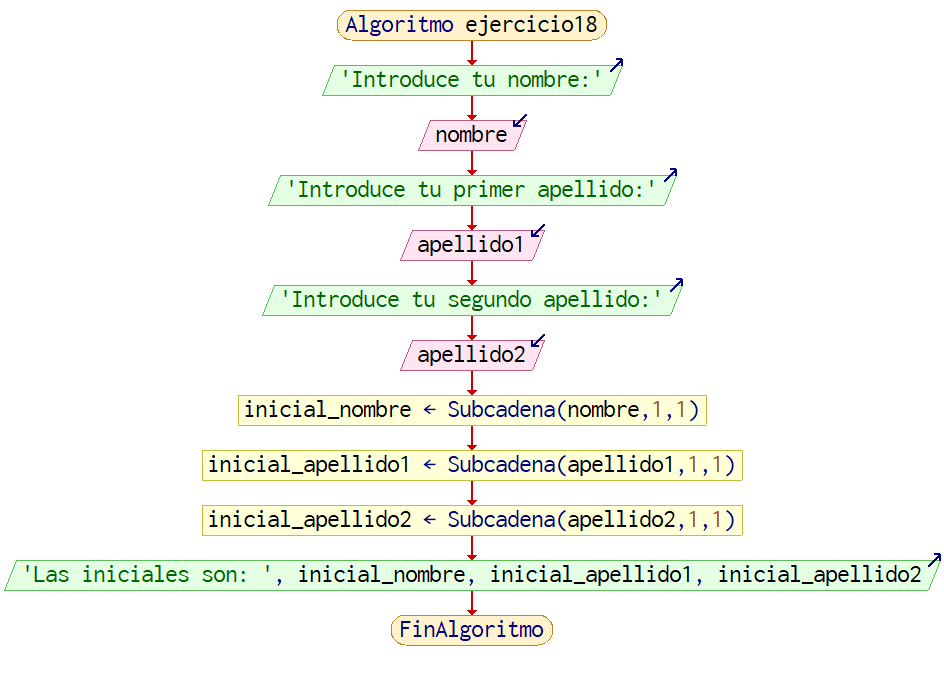 Algoritmo ejercicio18
'Introduce tu nombre:'
nombre
'Introduce tu primer apellido:'
apellido1
'Introduce tu segundo apellido:'
apellido2
inicial_nombre ← Subcadena(nombre,1,1)
inicial_apellido1 ← Subcadena(apellido1,1,1)
inicial_apellido2 ← Subcadena(apellido2,1,1)
'Las iniciales son: ', inicial_nombre, inicial_apellido1, inicial_apellido2
FinAlgoritmo